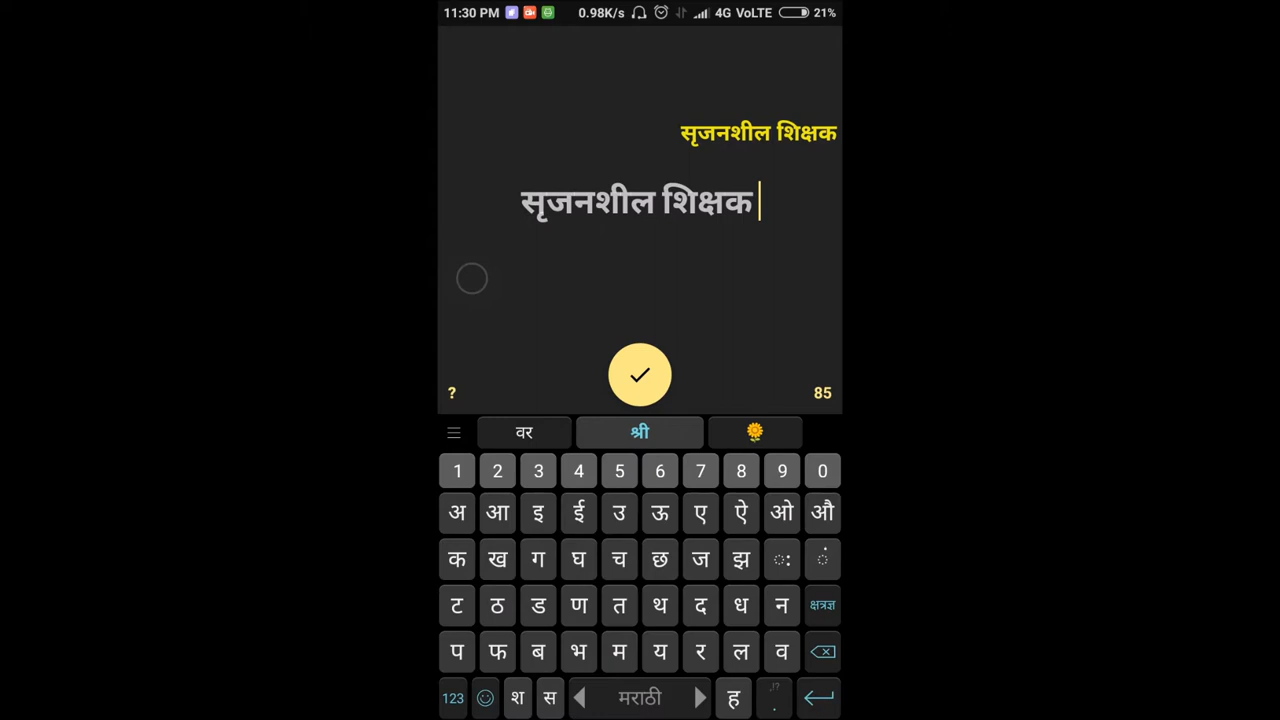 11:30 PM 0.98K/s 4G VoLTE 21%
सृजनशील शिक्षक
सृजनशील शिक्षक
? 85
वर श्री
1 2 3 4 5 6 7 8 9 0
अ आ इ ई उ ऊ ए ऐ ओ औ
क ख ग घ च छ ज झ ः ं
ट ठ ड ण त थ द ध न क्षत्रज्ञ
प फ ब भ म य र ल व
123 श स मराठी ह ,!? .